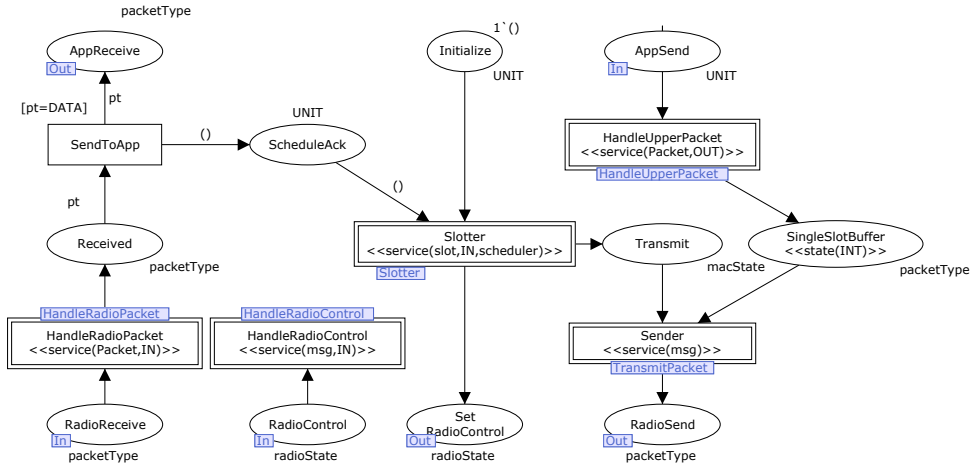 packetType
1`()
AppReceive
Out
Initialize
AppSend
In
UNIT
UNIT
pt
[pt=DATA]
UNIT
SendToApp
()
ScheduleAck
HandleUpperPacket
<<service(Packet,OUT)>>
HandleUpperPacket
()
pt
Received
packetType
Slotter
<<service(slot,IN,scheduler)>>
Slotter
Transmit
macState
SingleSlotBuffer
<<state(INT)>>
packetType
HandleRadioPacket
HandleRadioPacket
<<service(Packet,IN)>>
HandleRadioControl
HandleRadioControl
<<service(msg,IN)>>
Sender
<<service(msg)>>
TransmitPacket
RadioReceive
In
packetType
RadioControl
In
radioState
Set
RadioControl
Out
radioState
RadioSend
Out
packetType